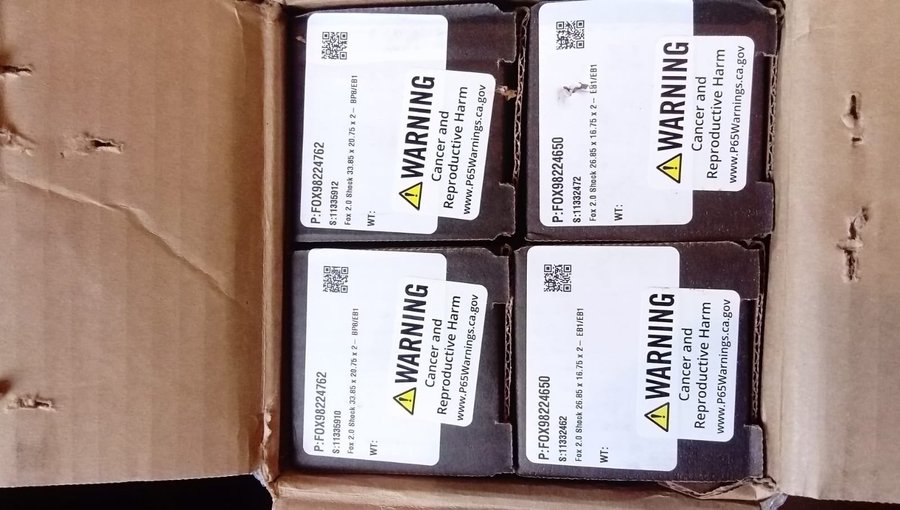 P:FOX98224762
S:11335912
Fox 2.0 Shock 33.85 x 20.75 x 2 – BPB/EB1
WT:
WARNING
Cancer and
Reproductive Harm
www.P65Warnings.ca.gov
P:FOX98224650
S:11332472
Fox 2.0 Shock 26.85 x 16.75 x 2 – EB1/EB1
WT:
WARNING
Cancer and
Reproductive Harm
www.P65Warnings.ca.gov
P:FOX98224762
S:11335910
Fox 2.0 Shock 33.85 x 20.75 x 2 – BPB/EB1
WT:
WARNING
Cancer and
Reproductive Harm
www.P65Warnings.ca.gov
P:FOX98224650
S:11332462
Fox 2.0 Shock 26.85 x 16.75 x 2 – EB1/EB1
WT:
WARNING
Cancer and
Reproductive Harm
www.P65Warnings.ca.gov